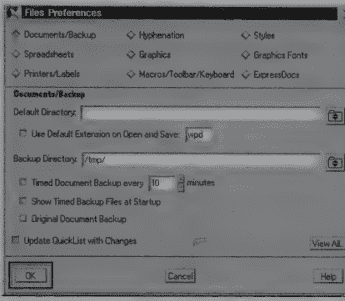 Files Preferences
Documents/Backup Hyphenation Styles
Spreadsheets Graphics Graphics Fonts
Printers/Labels Macros/Toolbar/Keyboard ExpressDocs
Documents/Backup
Default Directory:
Use Default Extension on Open and Save: wpd
Backup Directory: /tmp/
Timed Document Backup every 10 minutes
Show Timed Backup Files at Startup
Original Document Backup
Update QuickList with Changes View All..
OK Cancel Help